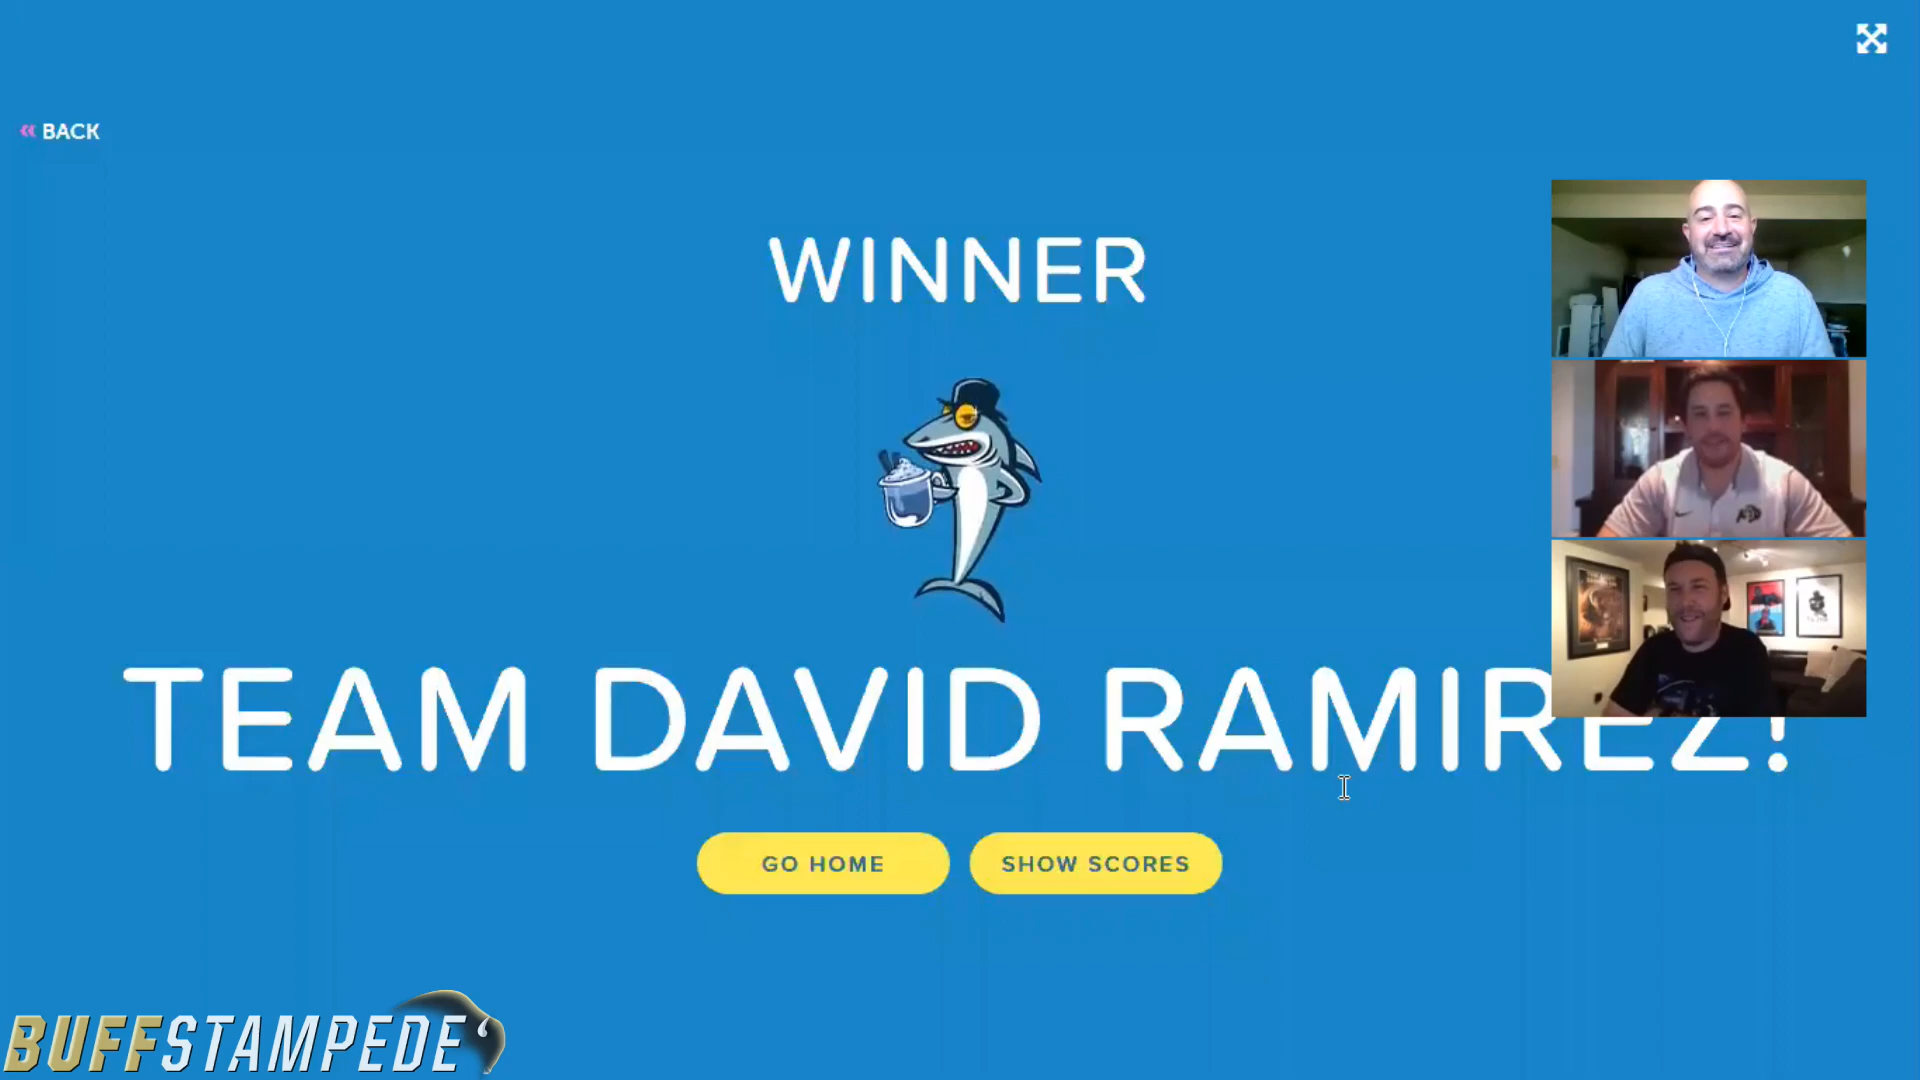 « BACK
WINNER
TEAM DAVID RAMIREZ!
GO HOME
SHOW SCORES
BUFFSTAMPEDE